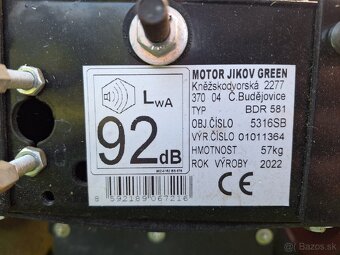 MOTOR JIKOV GREEN
Kněžskodvorská 2277
370 04 Č.Budějovice
TYP BDR 581
OBJ ČÍSLO 5316SB
VÝR ČÍSLO 01011364
HMOTNOST 57kg
ROK VÝROBY 2022
LWA
92dB
8 592189 067216
CE
Bazos.sk